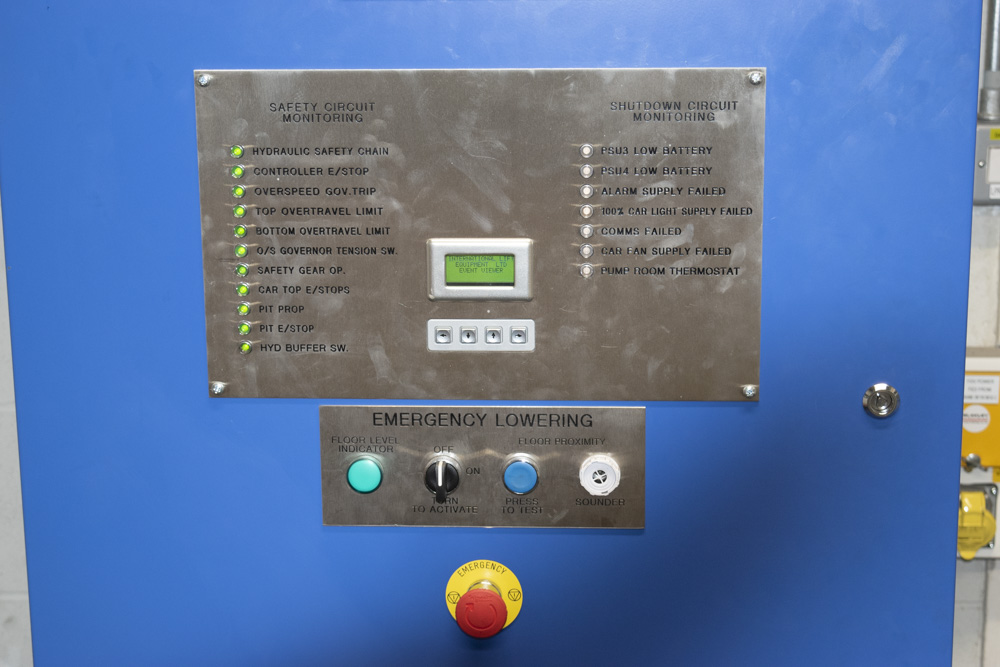 SAFETY CIRCUIT
MONITORING
HYDRAULIC SAFETY CHAIN
CONTROLLER E/STOP
OVERSPEED GOV.TRIP
TOP OVERTRAVEL LIMIT
BOTTOM OVERTRAVEL LIMIT
O/S GOVERNOR TENSION SW.
SAFETY GEAR OP.
CAR TOP E/STOPS
PIT PROP
PIT E/STOP
HYD BUFFER SW.
SHUTDOWN CIRCUIT
MONITORING
PSU3 LOW BATTERY
PSU4 LOW BATTERY
ALARM SUPPLY FAILED
100% CAR LIGHT SUPPLY FAILED
COMMS FAILED
CAR FAN SUPPLY FAILED
PUMP ROOM THERMOSTAT
INTERNATIONAL
EQUIPMENT LTD
EVENT VIEWER
EMERGENCY LOWERING
FLOOR LEVEL
INDICATOR
OFF
ON
TURN
TO ACTIVATE
FLOOR PROXIMITY
PRESS
TO TEST
SOUNDER
EMERGENCY